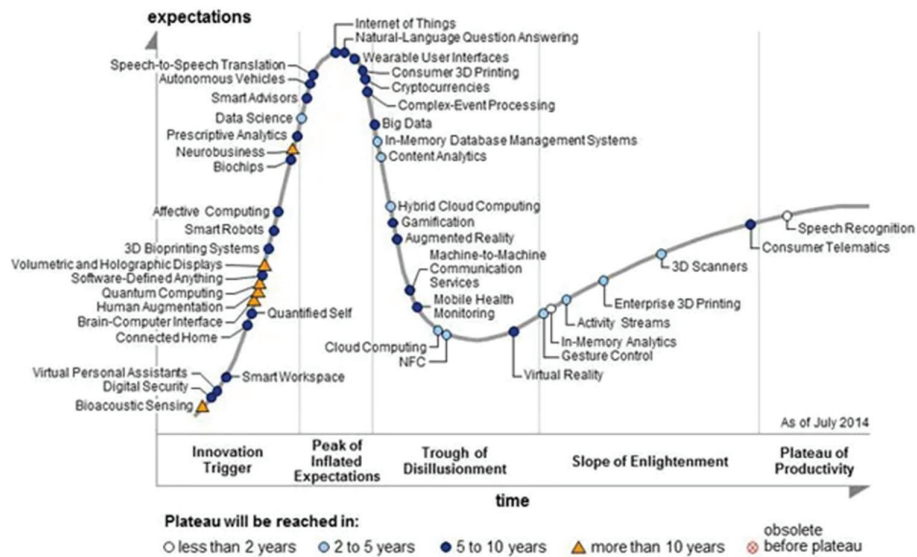 expectations
Internet of Things
Natural-Language Question Answering
Wearable User Interfaces
Speech-to-Speech Translation
Consumer 3D Printing
Autonomous Vehicles
Cryptocurrencies
Smart Advisors
Complex-Event Processing
Data Science
Big Data
Prescriptive Analytics
In-Memory Database Management Systems
Neurobusiness
Content Analytics
Biochips
Hybrid Cloud Computing
Affective Computing
Gamification
Smart Robots
Augmented Reality
3D Bioprinting Systems
Machine-to-Machine
Communication
Services
Volumetric and Holographic Displays
Software-Defined Anything
Quantum Computing
Human Augmentation
Mobile Health
Monitoring
Quantified Self
Brain-Computer Interface
Connected Home
Cloud Computing
NFC
Virtual Reality
Virtual Personal Assistants
Smart Workspace
Digital Security
Bioacoustic Sensing
Speech Recognition
Consumer Telematics
3D Scanners
Enterprise 3D Printing
Activity Streams
In-Memory Analytics
Gesture Control
As of July 2014
Innovation
Trigger
Peak of
Inflated
Expectations
Trough of
Disillusionment
Slope of Enlightenment
Plateau of
Productivity
time
Plateau will be reached in:
less than 2 years
2 to 5 years
5 to 10 years
more than 10 years
obsolete
before plateau